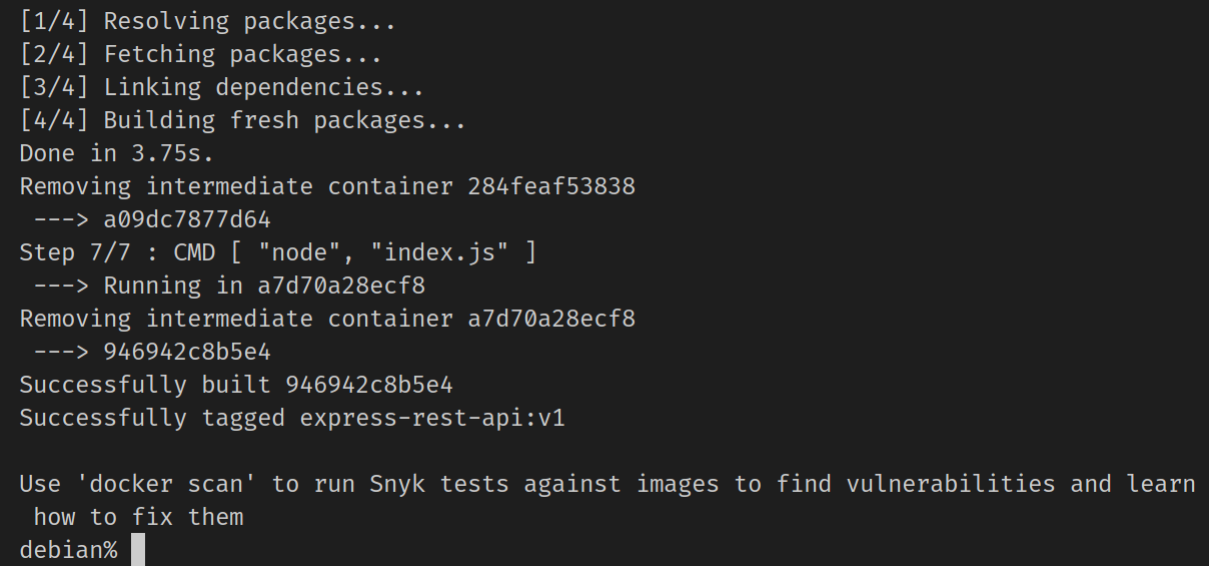 [1/4] Resolving packages...
[2/4] Fetching packages...
[3/4] Linking dependencies...
[4/4] Building fresh packages...
Done in 3.75s.
Removing intermediate container 284feaf53838
 ---> a09dc7877d64
Step 7/7 : CMD [ "node", "index.js" ]
 ---> Running in a7d70a28ecf8
Removing intermediate container a7d70a28ecf8
 ---> 946942c8b5e4
Successfully built 946942c8b5e4
Successfully tagged express-rest-api:v1

Use 'docker scan' to run Snyk tests against images to find vulnerabilities and learn
 how to fix them
debian%